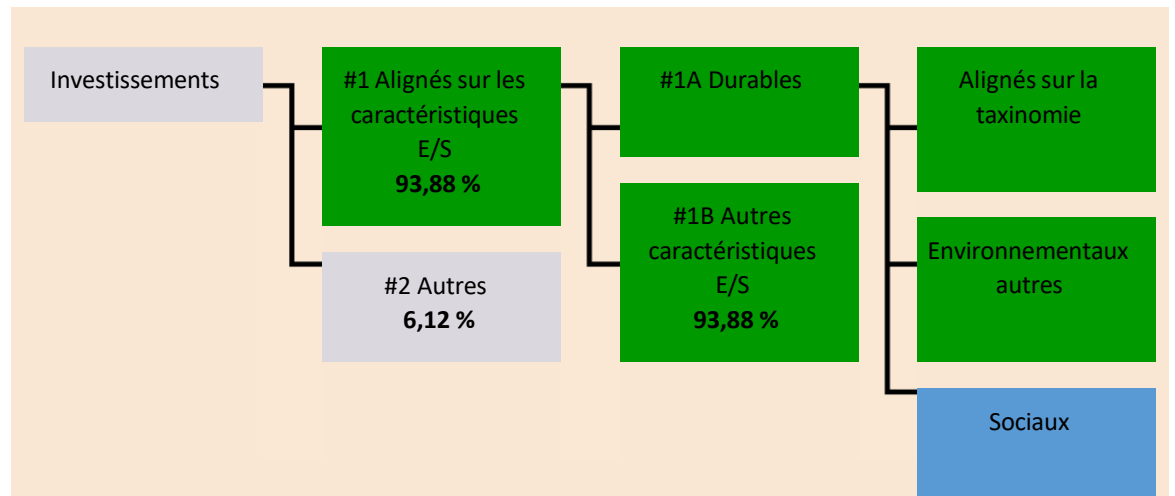 Investissements
#1 Alignés sur les
caractéristiques
E/S
93,88 %
#2 Autres
6,12 %
#1A Durables
#1B Autres
caractéristiques
E/S
93,88 %
Alignés sur la
taxinomie
Environnementaux
autres
Sociaux